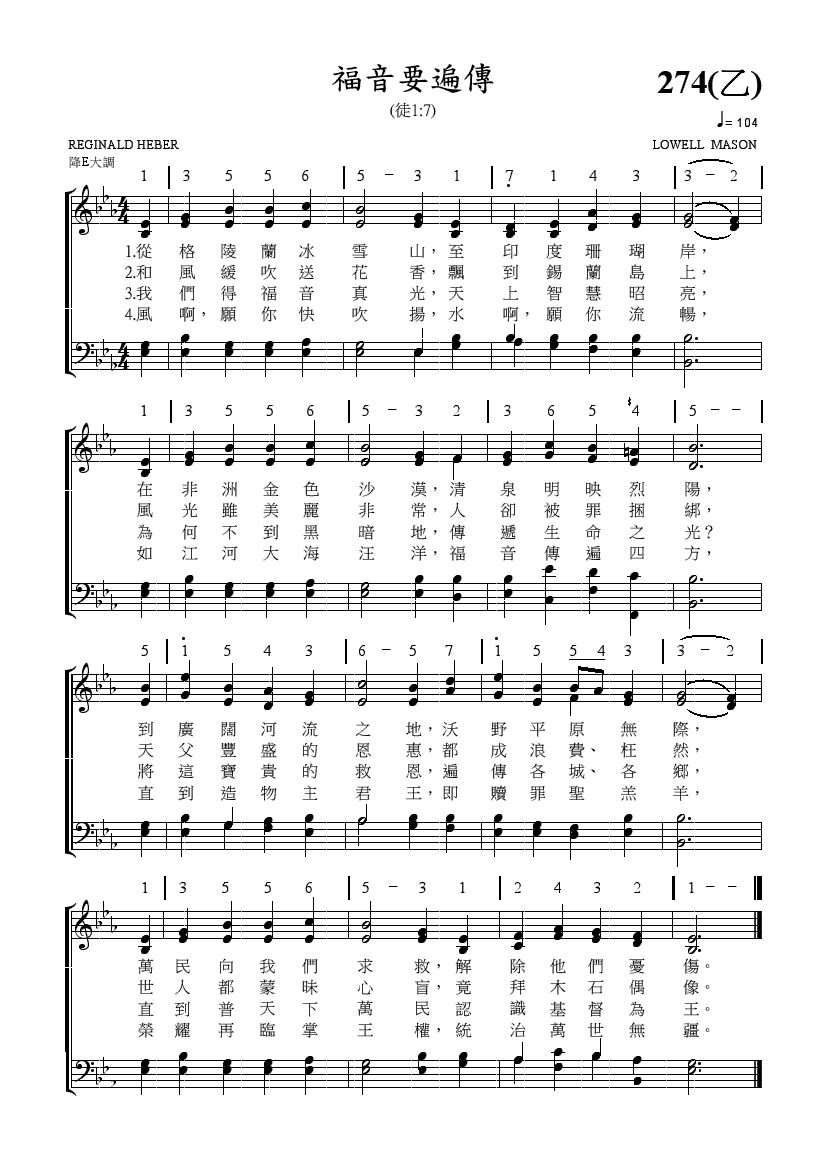 福音要遍傳
274(乙)
(徒1:7)
♩= 104
REGINALD HEBER
LOWELL MASON
降E大調
1 | 3 5 5 6 | 5 - 3 1 | 7̣ 1 4 3 | 3 - 2 |
1.從格陵蘭冰雪山，至印度珊瑚岸，
2.和風緩吹送花香，飄到錫蘭島上，
3.我們得福音真光，天上智慧昭亮，
4.風啊，願你快吹揚，水啊，願你流暢，
1 | 3 5 5 6 | 5 - 3 2 | 3 6 5 ♯4 | 5 - - |
在非洲金色沙漠，清泉明映烈陽，
風光雖美麗非常，人卻被罪捆綁，
為何不到黑暗地，傳遞生命之光？
如江河大海汪洋，福音傳遍四方，
5 | 1̇ 5 4 3 | 6 - 5 7 | 1̇ 5 5 4 3 | 3 - 2 |
到廣闊河流之地，沃野平原無際，
天父豐盛的恩惠，都成浪費、枉然，
將這寶貴的救恩，遍傳各城、各鄉，
直到造物主君王，即贖罪聖羔羊，
1 | 3 5 5 6 | 5 - 3 1 | 2 4 3 2 | 1 - - ‖
萬民向我們求救，解除他們憂傷。
世人都蒙昧心盲，竟拜木石偶像。
直到普天下萬民認識基督為王。
榮耀再臨掌王權，統治萬世無疆。